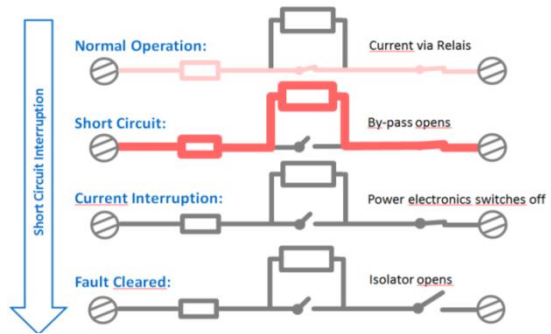 Short Circuit Interruption
Normal Operation:
Current via Relais
Short Circuit:
By-pass opens
Current Interruption:
Power electronics switches off
Fault Cleared:
Isolator opens